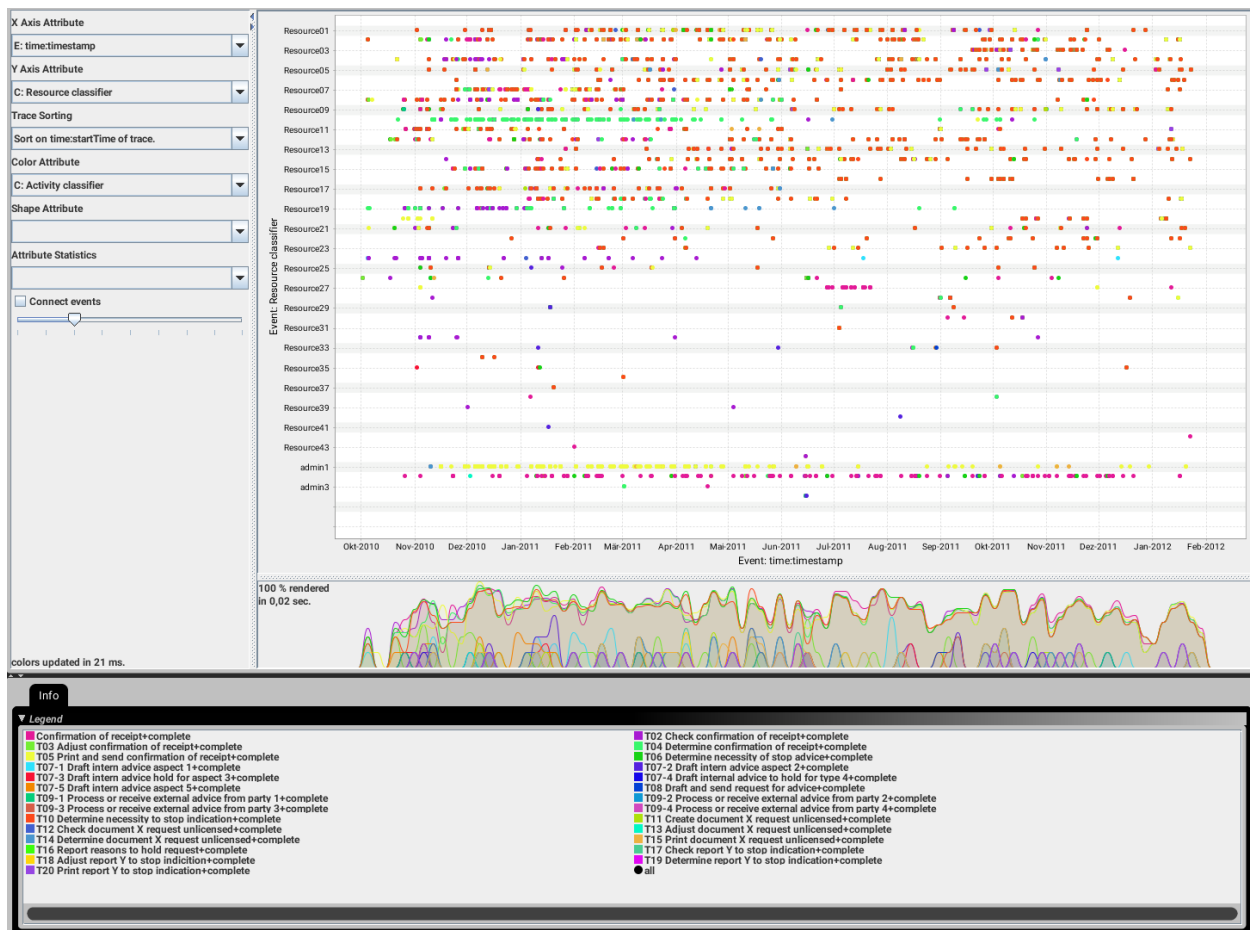 X Axis Attribute
E: time:timestamp
Y Axis Attribute
C: Resource classifier
Trace Sorting
Sort on time:startTime of trace.
Color Attribute
C: Activity classifier
Shape Attribute
Attribute Statistics
Connect events
colors updated in 21 ms.
Event: Resource classifier
Resource01
Resource03
Resource05
Resource07
Resource09
Resource11
Resource13
Resource15
Resource17
Resource19
Resource21
Resource23
Resource25
Resource27
Resource29
Resource31
Resource33
Resource35
Resource37
Resource39
Resource41
Resource43
admin1
admin3
Okt-2010 Nov-2010 Dez-2010 Jan-2011 Feb-2011 Mär-2011 Apr-2011 Mai-2011 Jun-2011 Jul-2011 Aug-2011 Sep-2011 Okt-2011 Nov-2011 Dez-2011 Jan-2012 Feb-2012
Event: time:timestamp
100 % rendered
in 0,02 sec.
Info
Legend
Confirmation of receipt+complete
T02 Check confirmation of receipt+complete
T03 Adjust confirmation of receipt+complete
T04 Determine confirmation of receipt+complete
T05 Print and send confirmation of receipt+complete
T06 Determine necessity of stop advice+complete
T07-1 Draft intern advice aspect 1+complete
T07-2 Draft intern advice aspect 2+complete
T07-3 Draft intern advice hold for aspect 3+complete
T07-4 Draft internal advice to hold for type 4+complete
T07-5 Draft intern advice aspect 5+complete
T08 Draft and send request for advice+complete
T09-1 Process or receive external advice from party 1+complete
T09-2 Process or receive external advice from party 2+complete
T09-3 Process or receive external advice from party 3+complete
T09-4 Process or receive external advice from party 4+complete
T10 Determine necessity to stop indication+complete
T11 Create document X request unlicensed+complete
T12 Check document X request unlicensed+complete
T13 Adjust document X request unlicensed+complete
T14 Determine document X request unlicensed+complete
T15 Print document X request unlicensed+complete
T16 Report reasons to hold request+complete
T17 Check report Y to stop indication+complete
T18 Adjust report Y to stop indicition+complete
T19 Determine report Y to stop indication+complete
T20 Print report Y to stop indication+complete
all